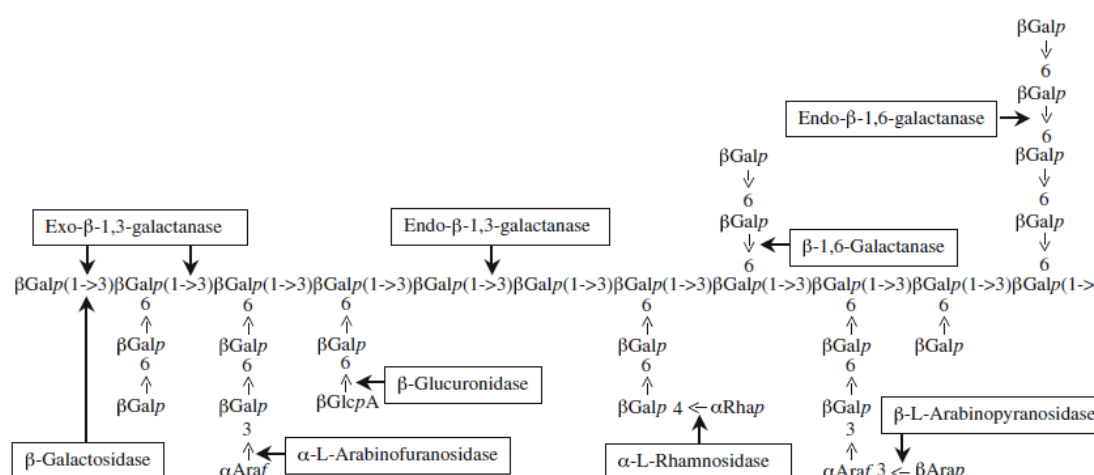 βGalp
6
βGalp
Endo-β-1,6-galactanase
6
βGalp
βGalp
6
6
βGalp
βGalp
Exo-β-1,3-galactanase
Endo-β-1,3-galactanase
β-1,6-Galactanase
6
6
βGalp(1->3)βGalp(1->3)βGalp(1->3)βGalp(1->3)βGalp(1->3)βGalp(1->3)βGalp(1->3)βGalp(1->3)βGalp(1->3)βGalp(1->3)βGalp(1->
6 6 6 6 6 6
βGalp βGalp βGalp βGalp βGalp βGalp
6 6 6 6 6
β-Glucuronidase
βGalp βGalp βGlcpA βGalp 4 <- αRhap βGalp
β-L-Arabinopyranosidase
3 3
β-Galactosidase
α-L-Arabinofuranosidase
α-L-Rhamnosidase
αAraf αAraf 3 <- βArap